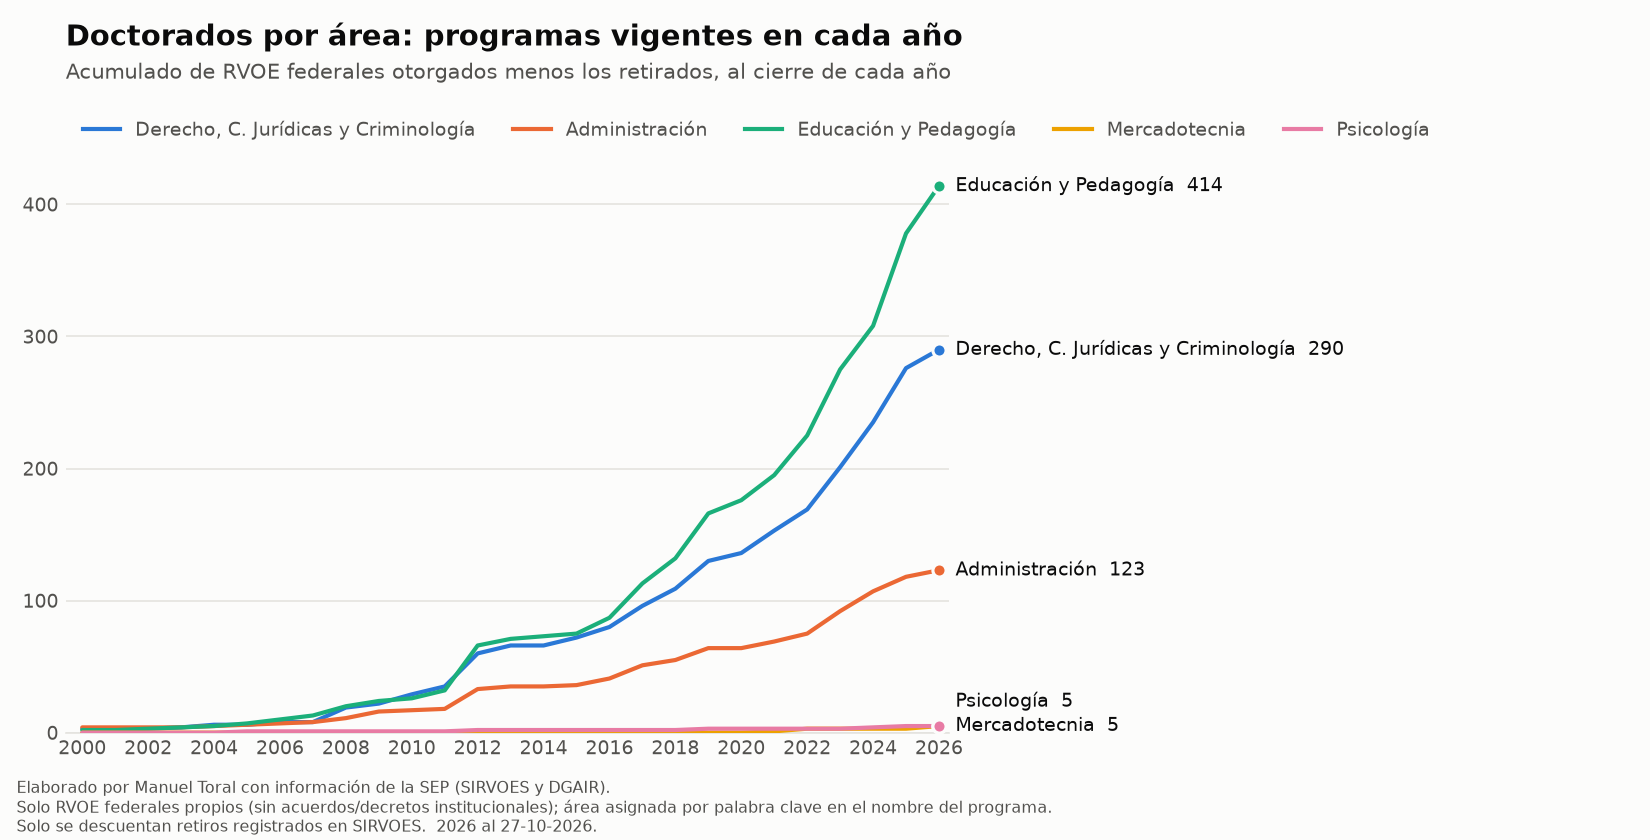 Doctorados por área: programas vigentes en cada año
Acumulado de RVOE federales otorgados menos los retirados, al cierre de cada año
Derecho, C. Jurídicas y Criminología
Administración
Educación y Pedagogía
Mercadotecnia
Psicología
400
300
200
100
0
Educación y Pedagogía 414
Derecho, C. Jurídicas y Criminología 290
Administración 123
Psicología 5
Mercadotecnia 5
2000 2002 2004 2006 2008 2010 2012 2014 2016 2018 2020 2022 2024 2026
Elaborado por Manuel Toral con información de la SEP (SIRVOES y DGAIR).
Solo RVOE federales propios (sin acuerdos/decretos institucionales); área asignada por palabra clave en el nombre del programa.
Solo se descuentan retiros registrados en SIRVOES. 2026 al 27-10-2026.